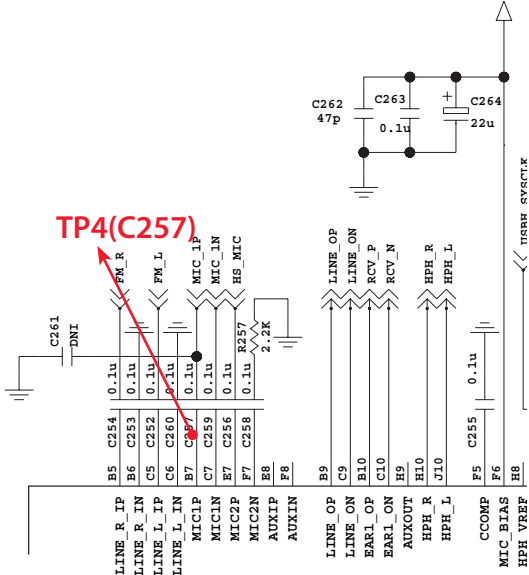 C262
47p
C263
0.1u
+
C264
22u
USBH_SYSCLK
TP4(C257)
FM_R
FM_L
MIC_1P
MIC_1N
HS_MIC
LINE_OP
LINE_ON
RCV_P
RCV_N
HPH_R
HPH_L
C261
DNI
R257
2.2K
0.1u
0.1u
0.1u
0.1u
0.1u
0.1u
0.1u
0.1u
C254
C253
C252
C260
C257
C259
C256
C258
0.1u
C255
B5
B6
C5
C6
B7
C7
E7
F7
E8
F8
B9
C9
B10
C10
H9
H10
J10
F5
F6
H8
LINE_R_IP
LINE_R_IN
LINE_L_IP
LINE_L_IN
MIC1P
MIC1N
MIC2P
MIC2N
AUXIP
AUXIN
LINE_OP
LINE_ON
EAR1_OP
EAR1_ON
AUXOUT
HPH_R
HPH_L
CCOMP
MIC_BIAS
HPH_VREF